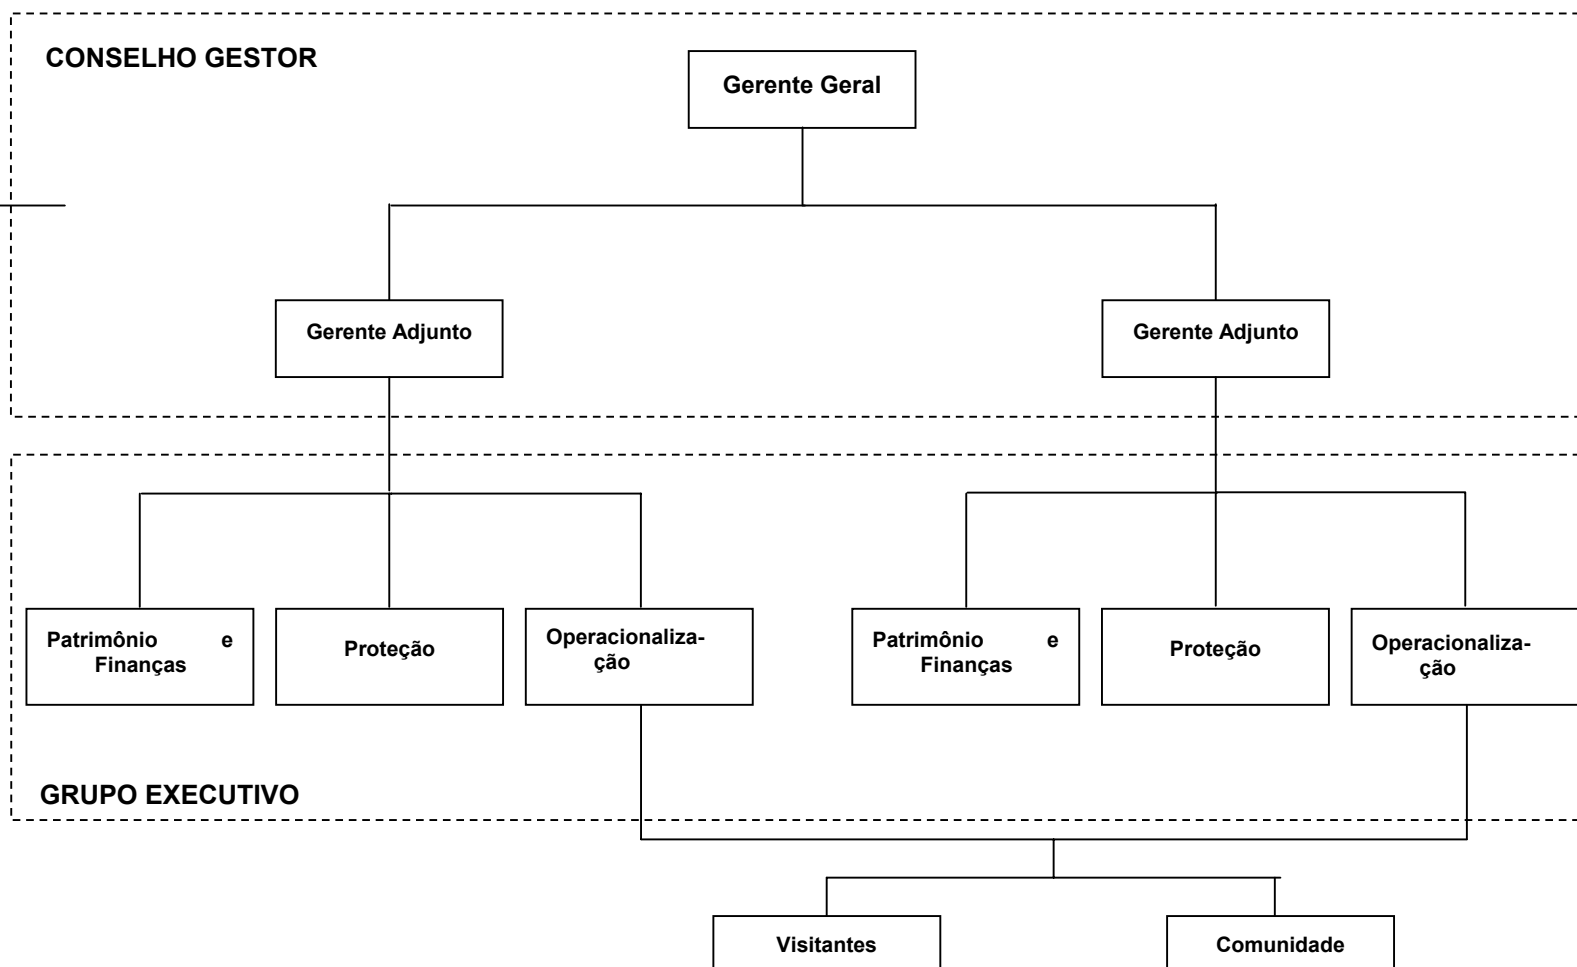 CONSELHO GESTOR
Gerente Geral
Gerente Adjunto
Gerente Adjunto
Patrimônio e
Finanças
Proteção
Operacionaliza-
ção
Patrimônio e
Finanças
Proteção
Operacionaliza-
ção
GRUPO EXECUTIVO
Visitantes
Comunidade